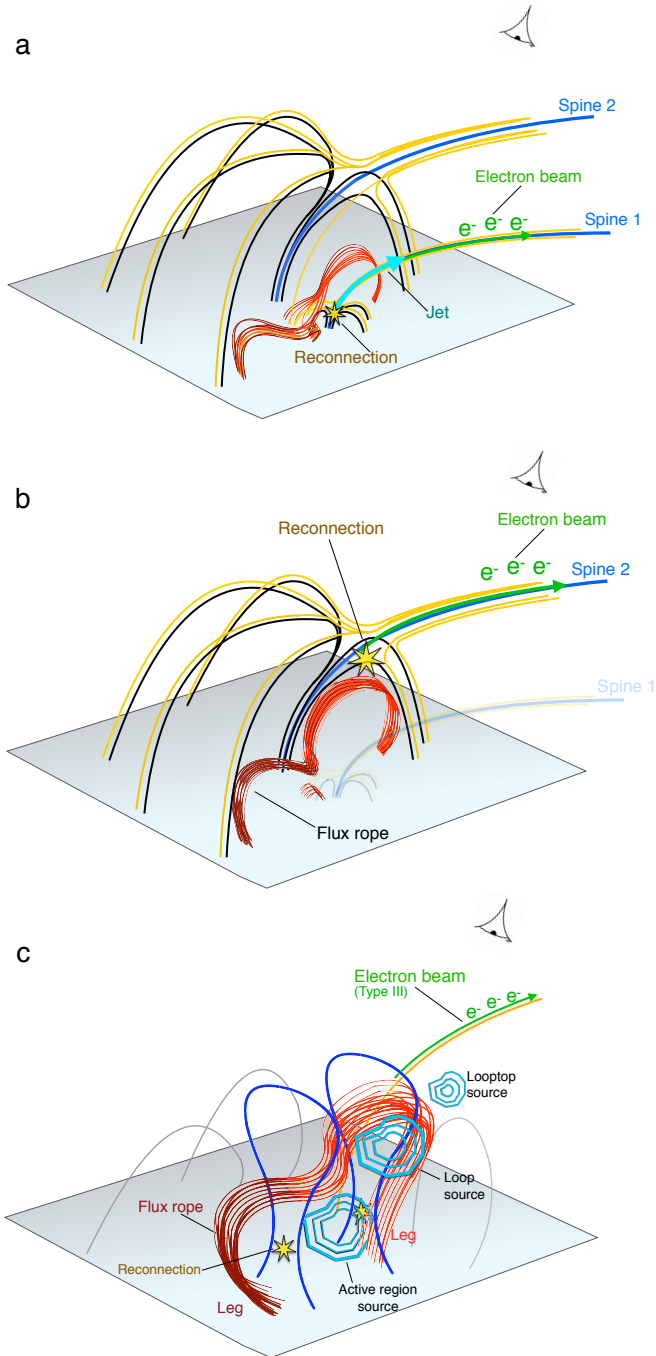 a
Spine 2
Electron beam
e- e- e-
Spine 1
Jet
Reconnection
b
Electron beam
Reconnection
e- e- e-
Spine 2
Spine 1
Flux rope
c
Electron beam
(Type III)
e- e- e-
Looptop
source
Loop
source
Flux rope
Leg
Reconnection
Active region
source
Leg